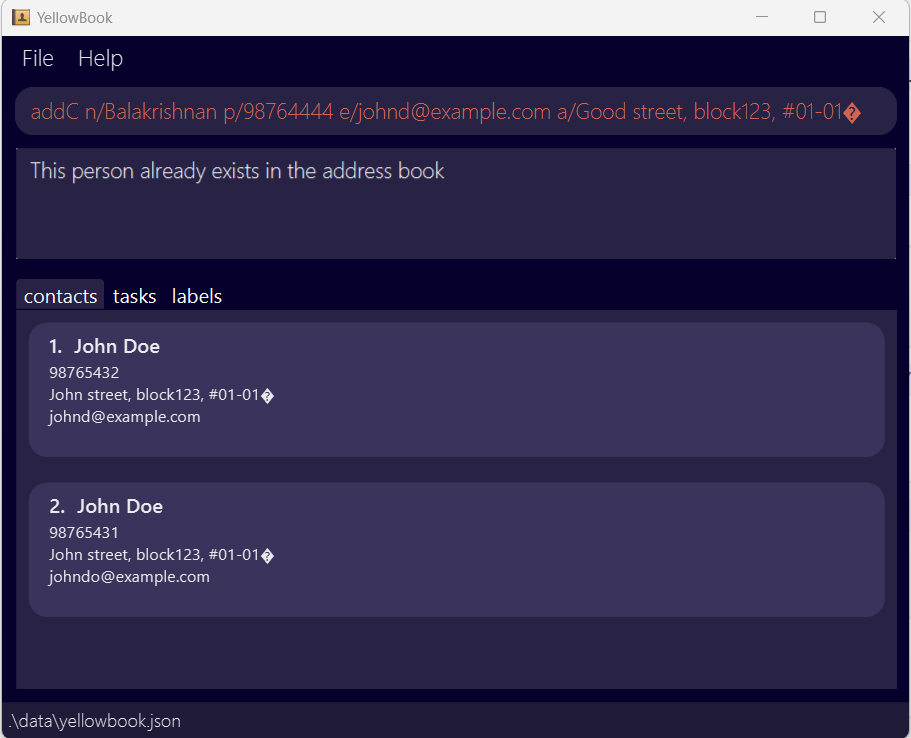 YellowBook
File Help
addC n/Balakrishnan p/98764444 e/johnd@example.com a/Good street, block123, #01-01�
This person already exists in the address book
contacts tasks labels
1. John Doe
98765432
John street, block123, #01-01�
johnd@example.com
2. John Doe
98765431
John street, block123, #01-01�
johndo@example.com
.\data\yellowbook.json